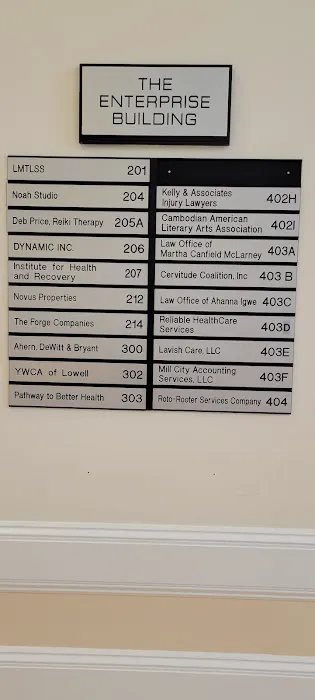 THE
ENTERPRISE
BUILDING
LMTLSS 201
Noah Studio 204
Deb Price, Reiki Therapy 205A
DYNAMIC INC. 206
Institute for Health
and Recovery 207
Novus Properties 212
The Forge Companies 214
Ahern, DeWitt & Bryant 300
YWCA of Lowell 302
Pathway to Better Health 303
Kelly & Associates
Injury Lawyers 402H
Cambodian American
Literary Arts Association 402I
Law Office of
Martha Canfield McLarney 403A
Cervitude Coalition, Inc 403 B
Law Office of Ahanna Igwe 403C
Reliable HealthCare
Services 403D
Lavish Care, LLC 403E
Mill City Accounting
Services, LLC 403F
Roto-Rooter Services Company 404